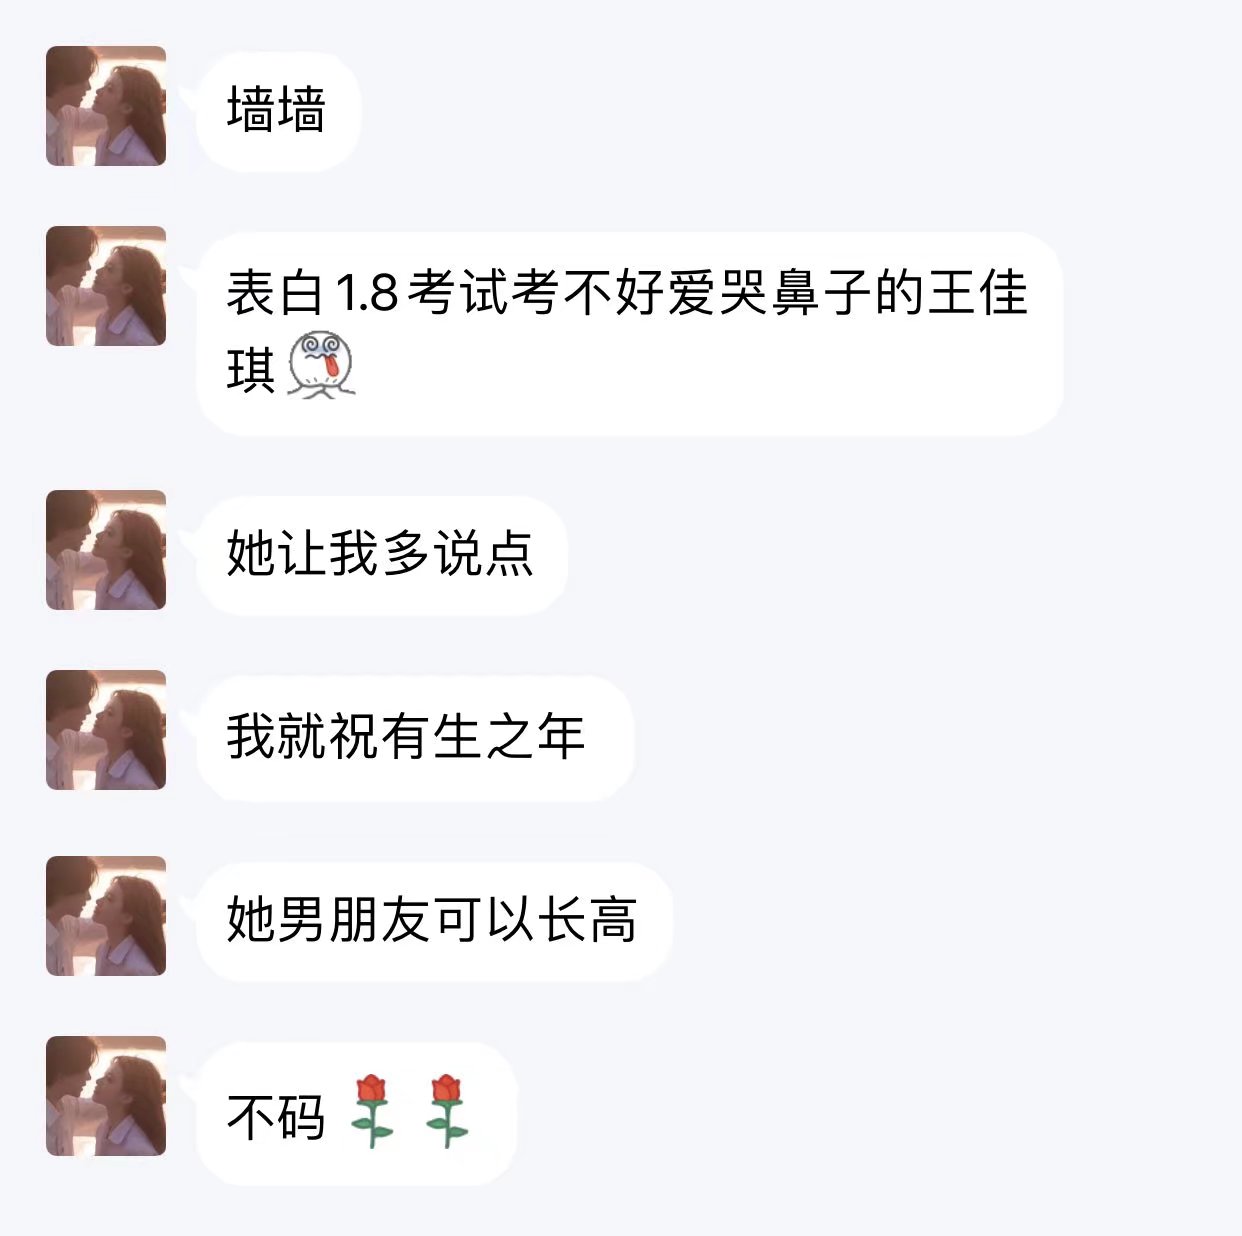 墙墙
表白1.8考试考不好爱哭鼻子的王佳
琪
她让我多说点
我就祝有生之年
她男朋友可以长高
不码